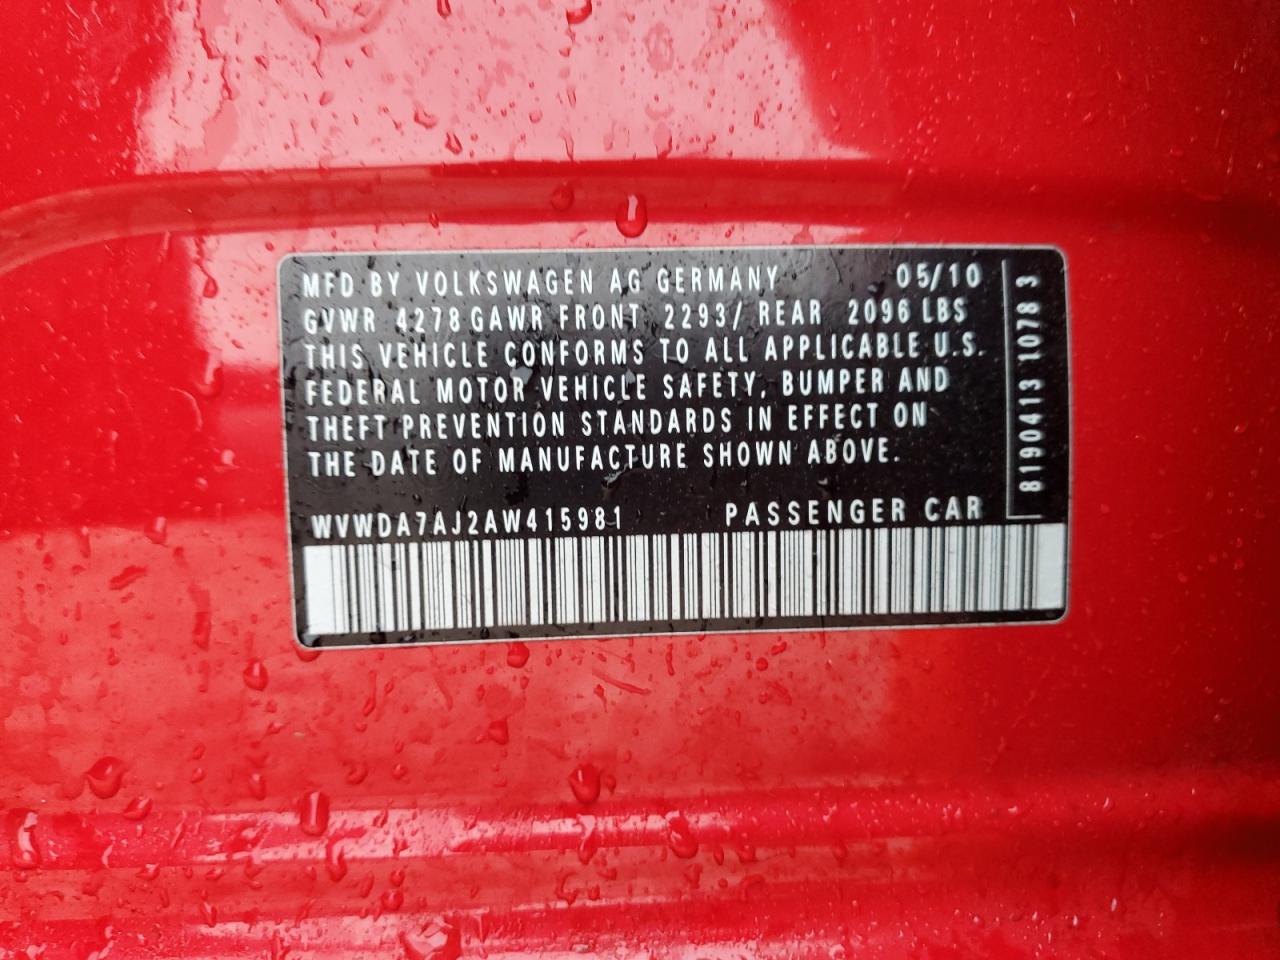 MFD BY VOLKSWAGEN AG GERMANY 05/10
GVWR 4278 GAWR FRONT 2293/ REAR 2096 LBS
THIS VEHICLE CONFORMS TO ALL APPLICABLE U.S.
FEDERAL MOTOR VEHICLE SAFETY, BUMPER AND
THEFT PREVENTION STANDARDS IN EFFECT ON
THE DATE OF MANUFACTURE SHOWN ABOVE.
WVWDA7AJ2AW415981 PASSENGER CAR
8190413 1078 3